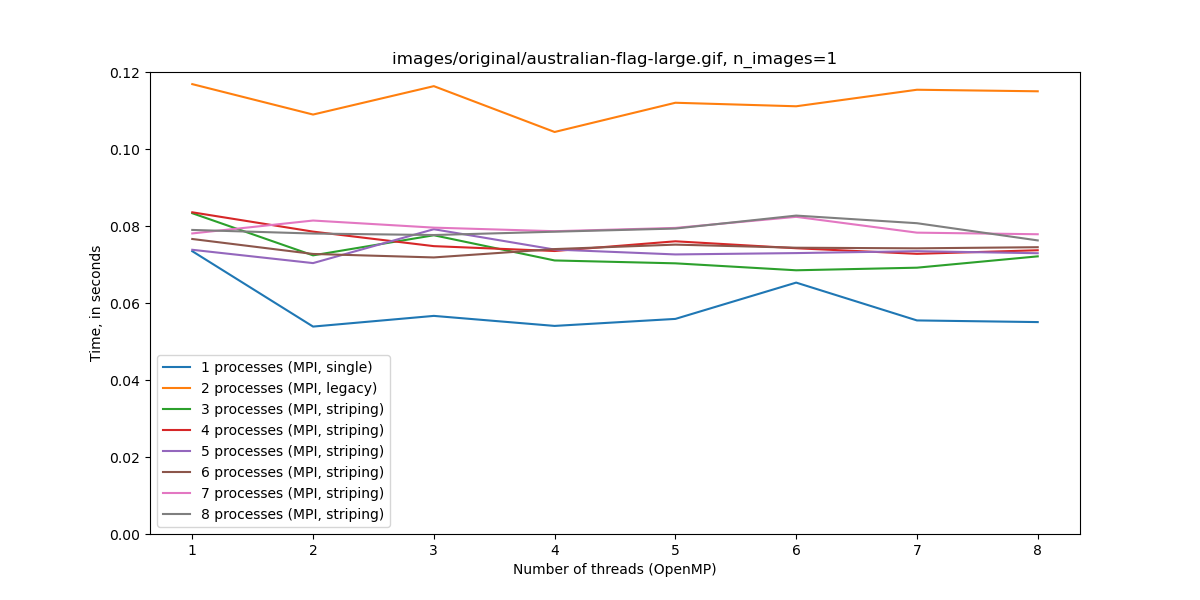 images/original/australian-flag-large.gif, n_images=1
0.12
0.10
0.08
0.06
0.04
0.02
0.00
Time, in seconds
1 processes (MPI, single)
2 processes (MPI, legacy)
3 processes (MPI, striping)
4 processes (MPI, striping)
5 processes (MPI, striping)
6 processes (MPI, striping)
7 processes (MPI, striping)
8 processes (MPI, striping)
1 2 3 4 5 6 7 8
Number of threads (OpenMP)